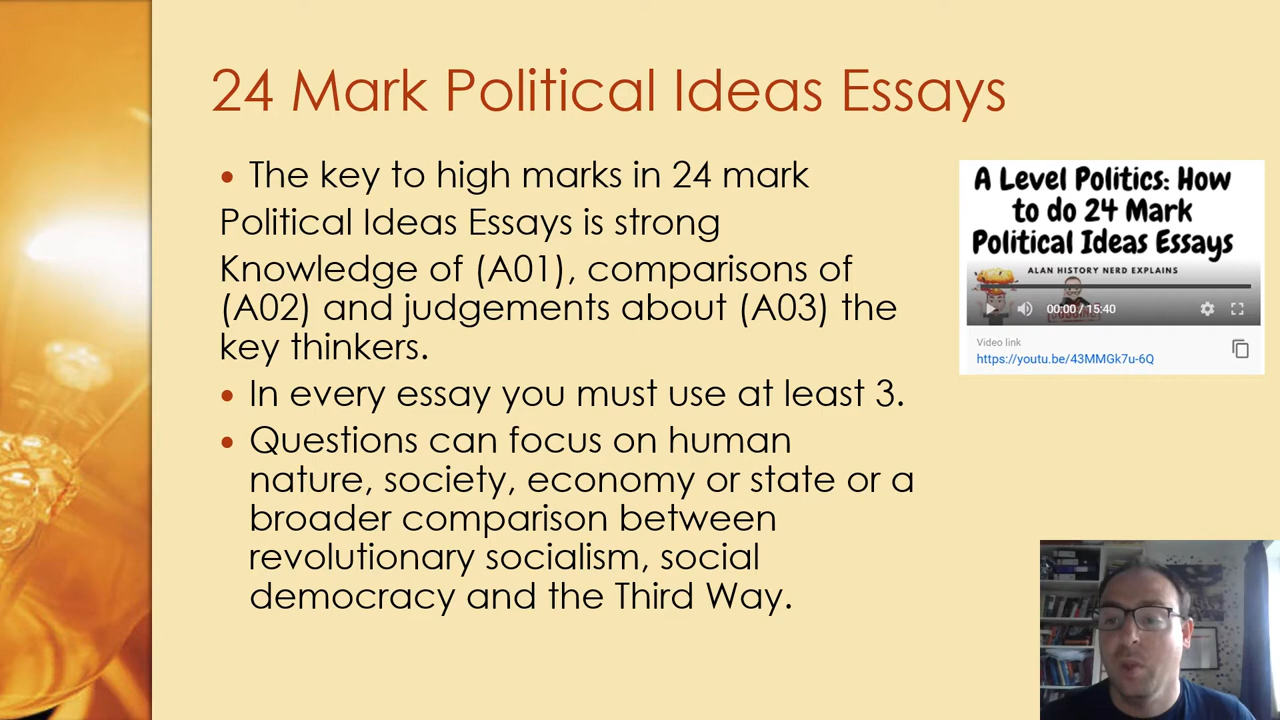 24 Mark Political Ideas Essays
• The key to high marks in 24 mark
Political Ideas Essays is strong
Knowledge of (A01), comparisons of
(A02) and judgements about (A03) the
key thinkers.
• In every essay you must use at least 3.
• Questions can focus on human
nature, society, economy or state or a
broader comparison between
revolutionary socialism, social
democracy and the Third Way.
A Level Politics: How
to do 24 Mark
Political Ideas Essays
ALAN HISTORY NERD EXPLAINS
00:00 / 15:40
Video link
https://youtu.be/43MMGk7u-6Q